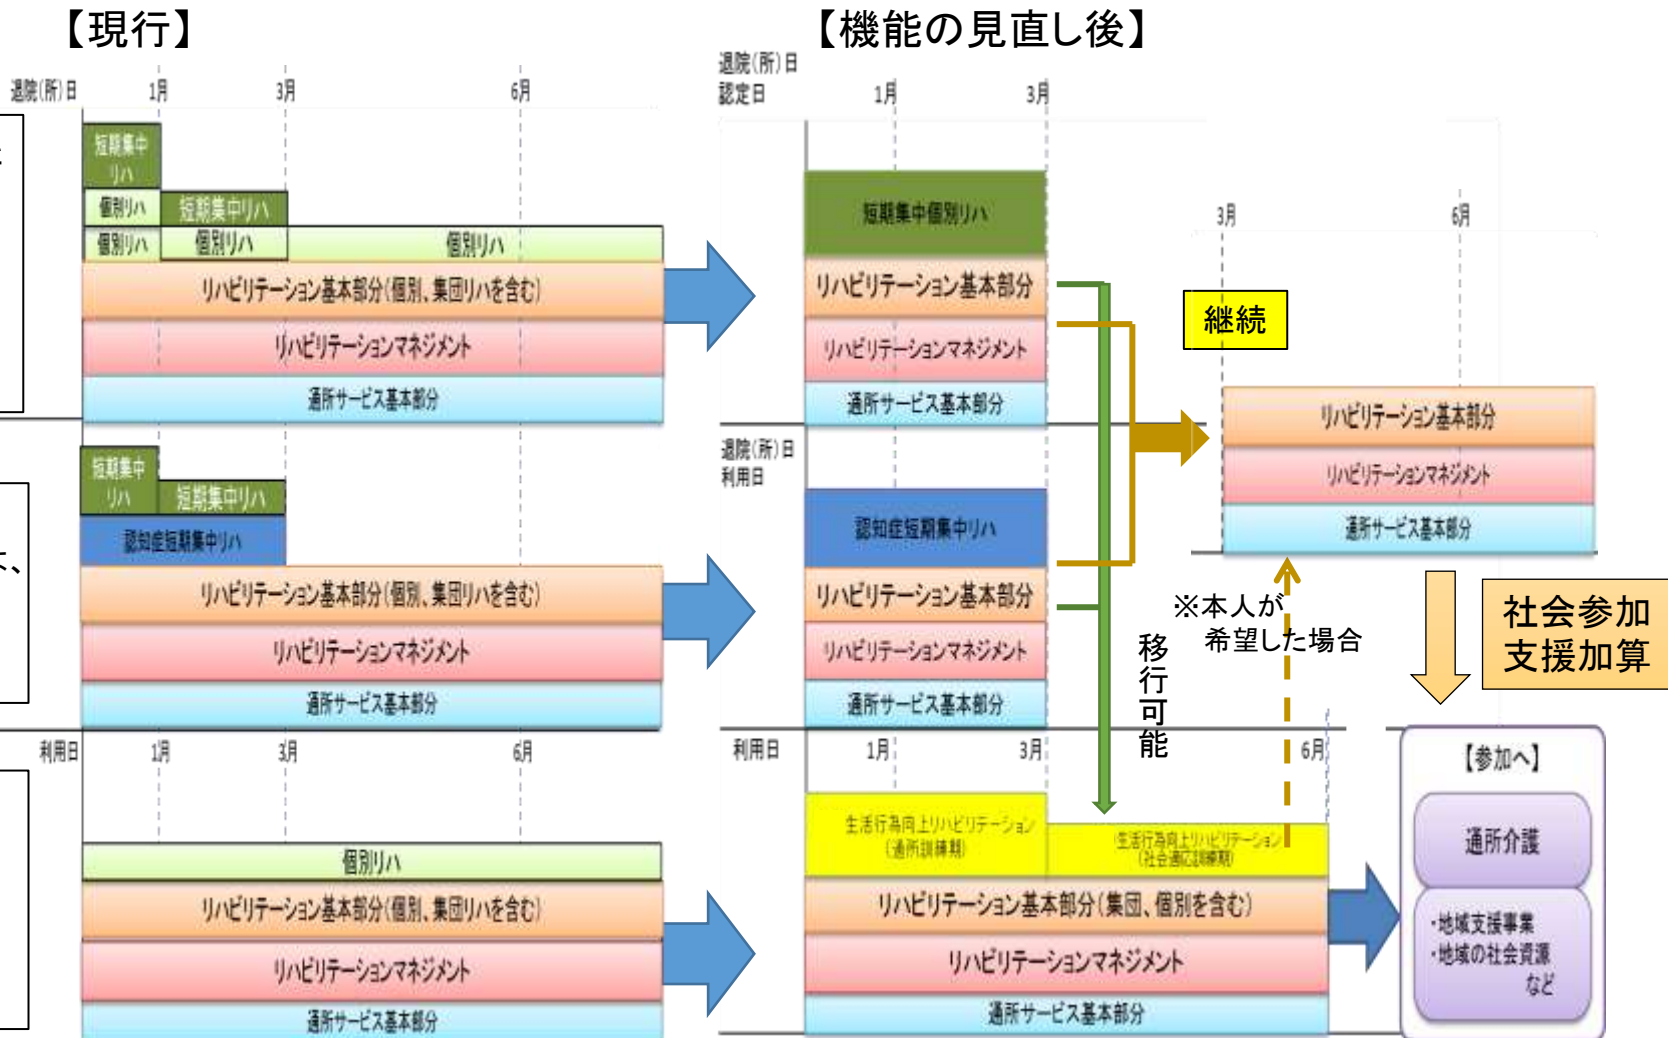 【現行】
退院(所)日
1月
3月
6月
短期集中
リハ
個別リハ
短期集中リハ
個別リハ
個別リハ
個別リハ
リハビリテーション基本部分(個別、集団リハを含む)
リハビリテーションマネジメント
通所サービス基本部分
短期集中
リハ
短期集中リハ
認知症短期集中リハ
は、
リハビリテーション基本部分(個別、集団リハを含む)
リハビリテーションマネジメント
通所サービス基本部分
利用日
1月
3月
6月
個別リハ
リハビリテーション基本部分(個別、集団リハを含む)
リハビリテーションマネジメント
通所サービス基本部分
【機能の見直し後】
退院(所)日
認定日
1月
3月
短期集中個別リハ
リハビリテーション基本部分
リハビリテーションマネジメント
通所サービス基本部分
退院(所)日
利用日
認知症短期集中リハ
リハビリテーション基本部分
リハビリテーションマネジメント
通所サービス基本部分
移行可能
利用日
1月
3月
6月
生活行為向上リハビリテーション
(通所訓練期)
生活行為向上リハビリテーション
(社会適応訓練期)
リハビリテーション基本部分(集団、個別を含む)
リハビリテーションマネジメント
通所サービス基本部分
3月
6月
継続
リハビリテーション基本部分
リハビリテーションマネジメント
通所サービス基本部分
※本人が
希望した場合
社会参加
支援加算
【参加へ】
通所介護
・地域支援事業
・地域の社会資源
など